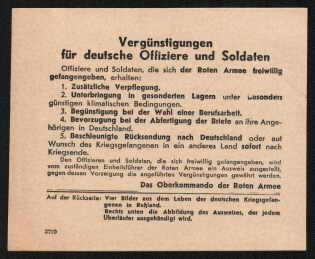 Vergünstigungen
für deutsche Offiziere und Soldaten
Offiziere und Soldaten, die sich der Roten Armee freiwillig
gefangengeben, erhalten:
1. Zusätzliche Verpflegung.
2. Unterbringung in gesonderten Lagern unter besonders
günstigen klimatischen Bedingungen.
3. Begünstigung bei der Wahl einer Berufsarbeit.
4. Bevorzugung bei der Abfertigung der Briefe an ihre Ange-
hörigen in Deutschland.
5. Beschleunigte Rücksendung nach Deutschland oder auf
Wunsch des Kriegsgefangenen in ein anderes Land sofort nach
Kriegsende.
Den Offizieren und Soldaten, die sich freiwillig gefangengeben, wird
vom zuständigen Einheitsführer der Roten Armee ein Ausweis ausgestellt,
gegen dessen Vorzeigung die angeführten Vergünstigungen gewährt werden.
Das Oberkommando der Roten Armee
Auf der Rückseite: Vier Bilder aus dem Leben der deutschen Kriegsgefan-
genen in Rußland.
Rechts unten die Abbildung des Ausweises, der jedem
Überläufer ausgehändigt wird.